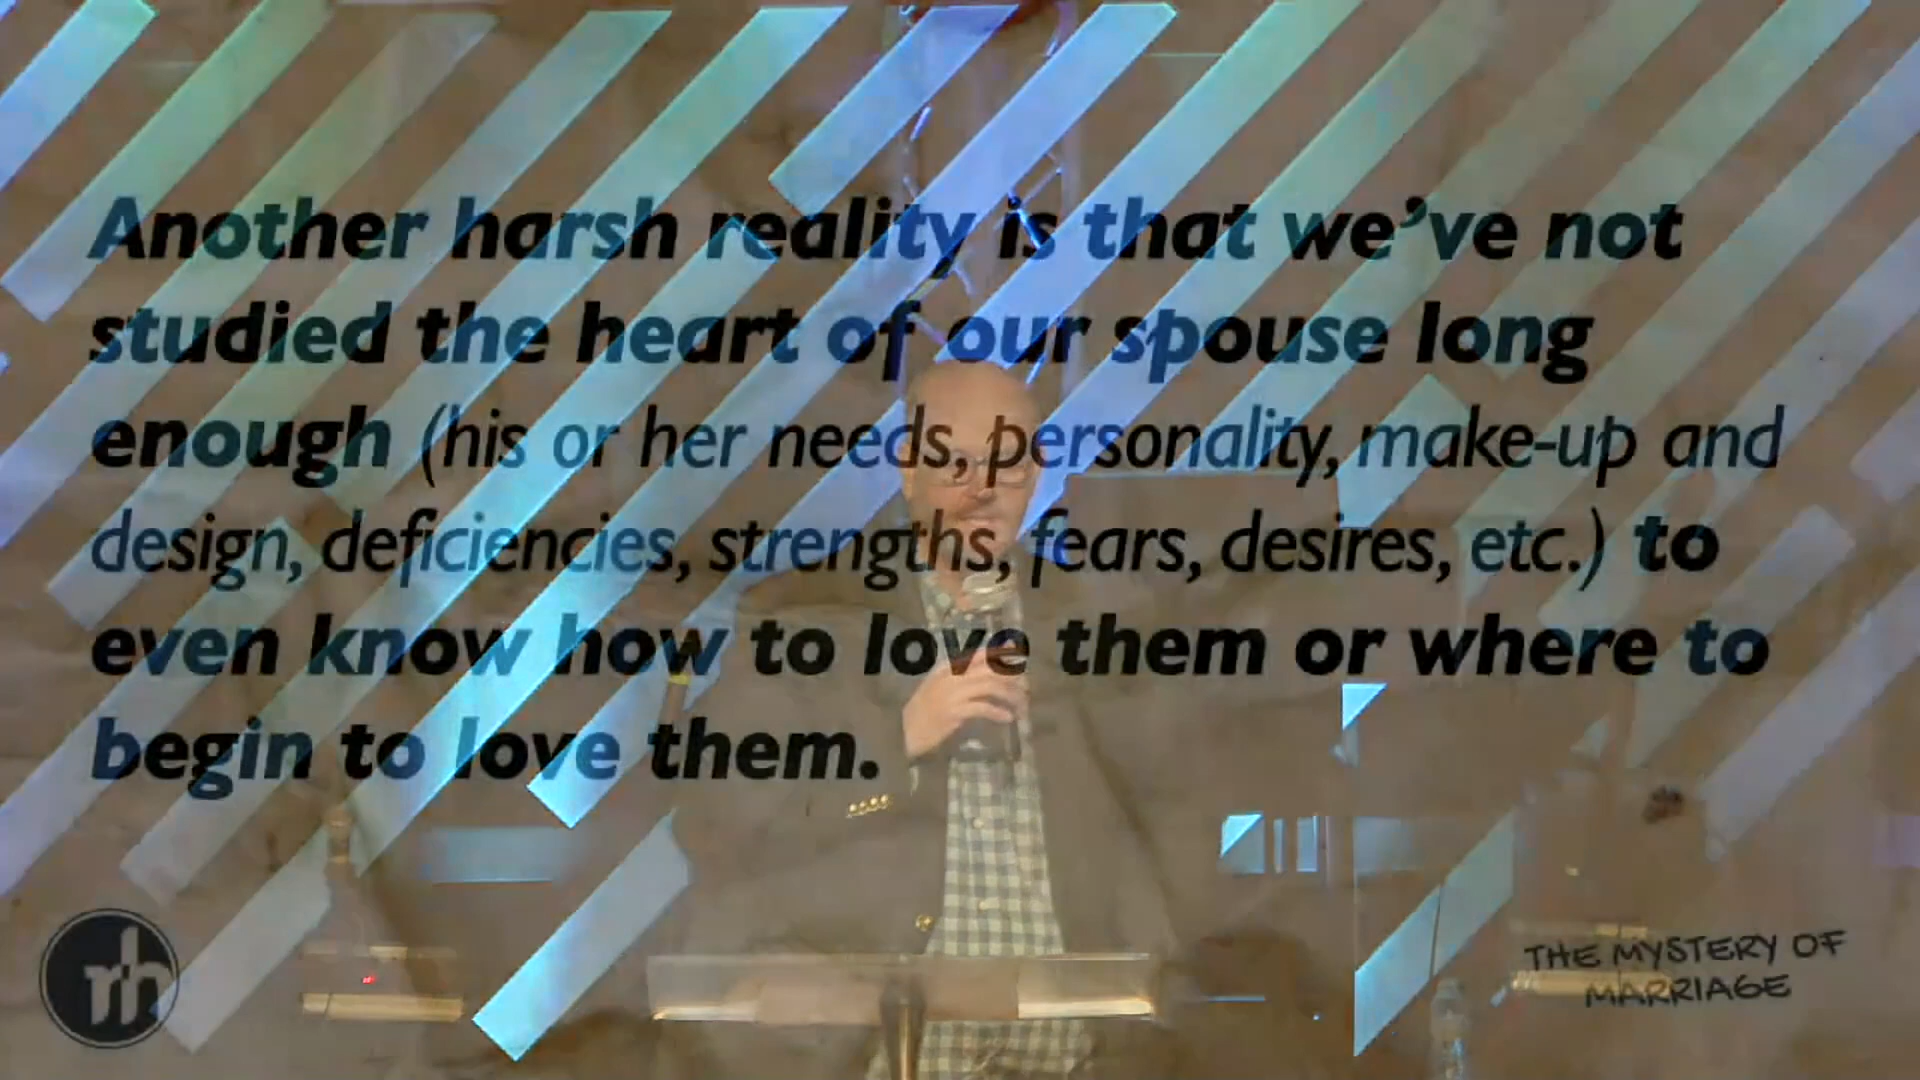 Another harsh reality is that we've not
studied the heart of our spouse long
enough (his or her needs, personality, make-up and
design, deficiencies, strengths, fears, desires, etc.) to
even know how to love them or where to
begin to love them.
rh
THE MYSTERY OF
MARRIAGE